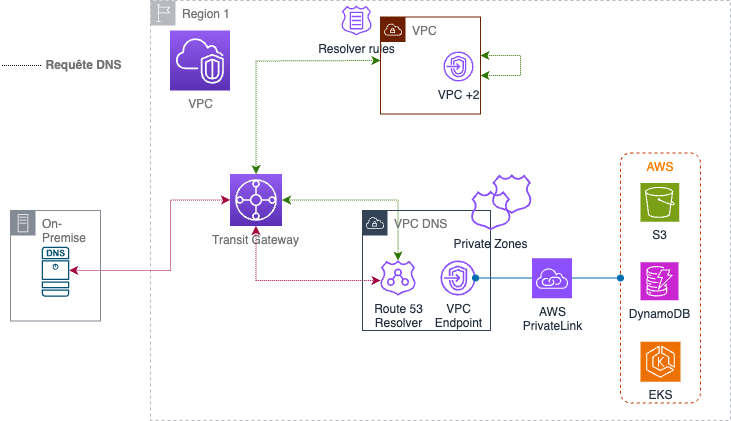 Region 1
Resolver rules
VPC
Requête DNS
VPC
VPC +2
AWS
S3
On-
Premise
DNS
Transit Gateway
VPC DNS
Private Zones
Route 53
Resolver
VPC
Endpoint
AWS
PrivateLink
DynamoDB
EKS